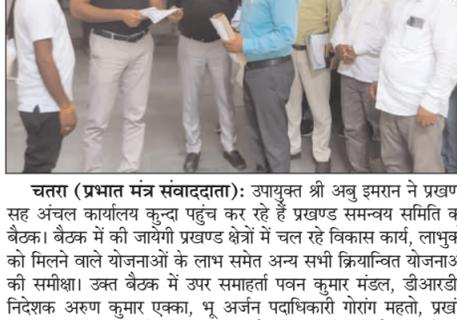 चतरा (प्रभात मंत्र संवाददाता): उपायुक्त श्री अबु इमरान ने प्रखण
सह अंचल कार्यालय कुन्दा पहुंच कर रहे हैं प्रखण्ड समन्वय समिति क
बैठक। बैठक में की जायेगी प्रखण्ड क्षेत्रों में चल रहे विकास कार्य, लाभुक
को मिलने वाले योजनाओं के लाभ समेत अन्य सभी क्रियान्वित योजनाअ
की समीक्षा। उक्त बैठक में उपर समाहर्ता पवन कुमार मंडल, डीआरडी
निदेशक अरुण कुमार एक्का, भू अर्जन पदाधिकारी गोरांग महतो, प्रखं